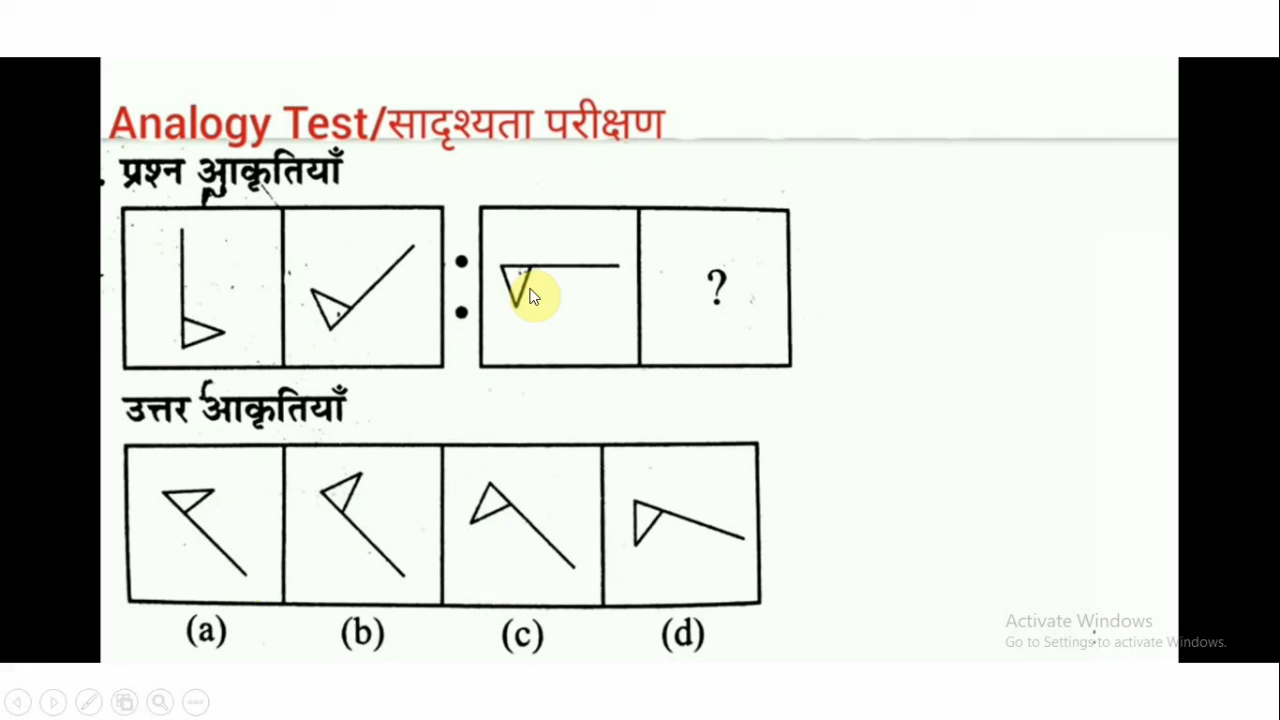 Analogy Test/सादृश्यता परीक्षण
. प्रश्न आकृतियाँ
?
उत्तर आकृतियाँ
(a) (b) (c) (d)
Activate Windows
Go to Settings to activate Windows.